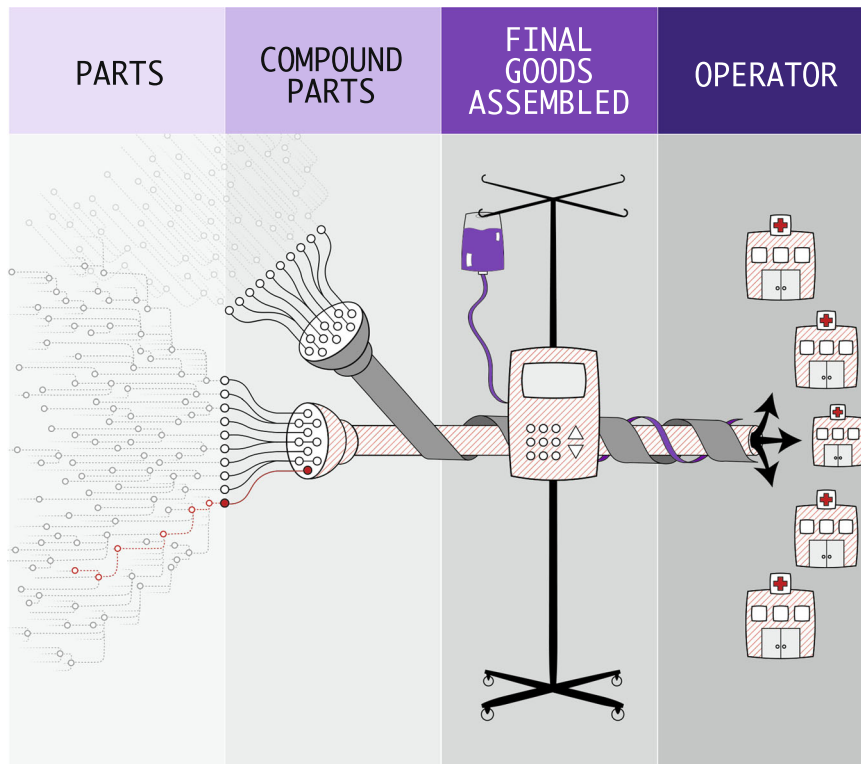 PARTS
COMPOUND
PARTS
FINAL
GOODS
ASSEMBLED
OPERATOR